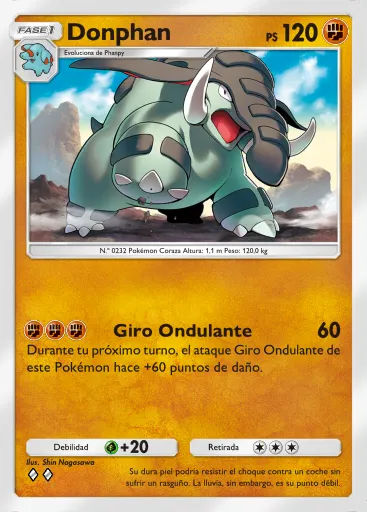 FASE 1
Donphan
PS 120
Evoluciona de Phanpy
N.º 0232 Pokémon Coraza Altura: 1,1 m Peso: 120,0 kg
Giro Ondulante 60
Durante tu próximo turno, el ataque Giro Ondulante de
este Pokémon hace +60 puntos de daño.
Debilidad +20 Retirada
Ilus. Shin Nagasawa
Su dura piel podría resistir el choque contra un coche sin
sufrir un rasguño. La lluvia, sin embargo, es su punto débil.